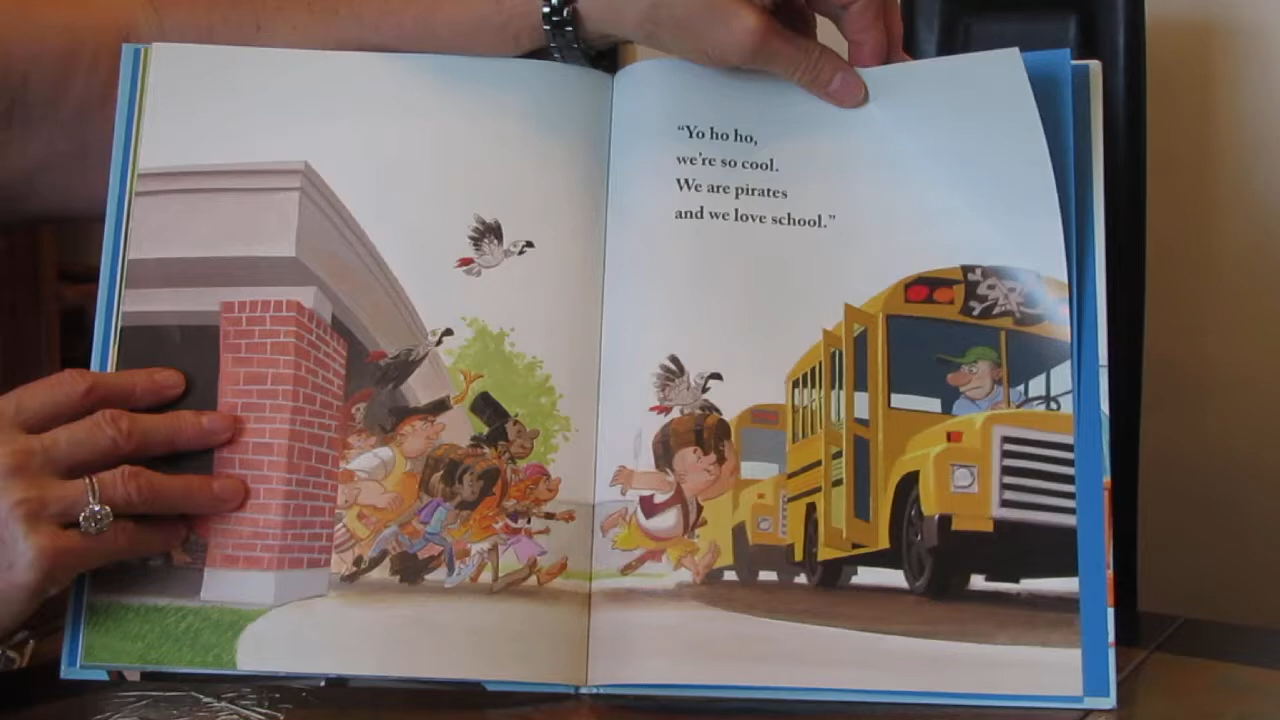 “Yo ho ho,
we’re so cool.
We are pirates
and we love school.”